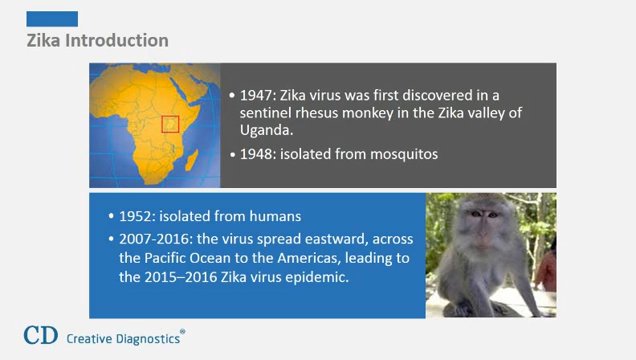 Zika Introduction
• 1947: Zika virus was first discovered in a
sentinel rhesus monkey in the Zika valley of
Uganda.
• 1948: isolated from mosquitos
• 1952: isolated from humans
• 2007-2016: the virus spread eastward, across
the Pacific Ocean to the Americas, leading to
the 2015–2016 Zika virus epidemic.
CD Creative Diagnostics®